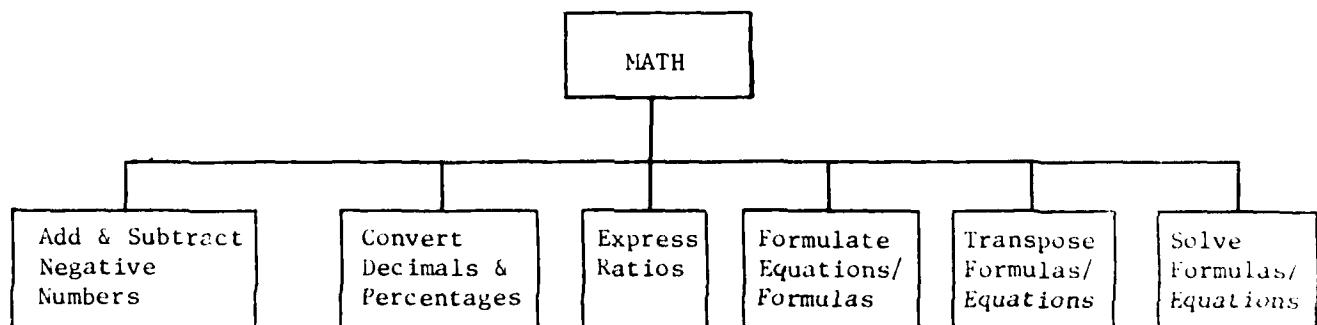 MATH
Add & Subtract
Negative
Numbers
Convert
Decimals &
Percentages
Express
Ratios
Formulate
Equations/
Formulas
Transpose
Formulas/
Equations
Solve
Formulas/
Equations